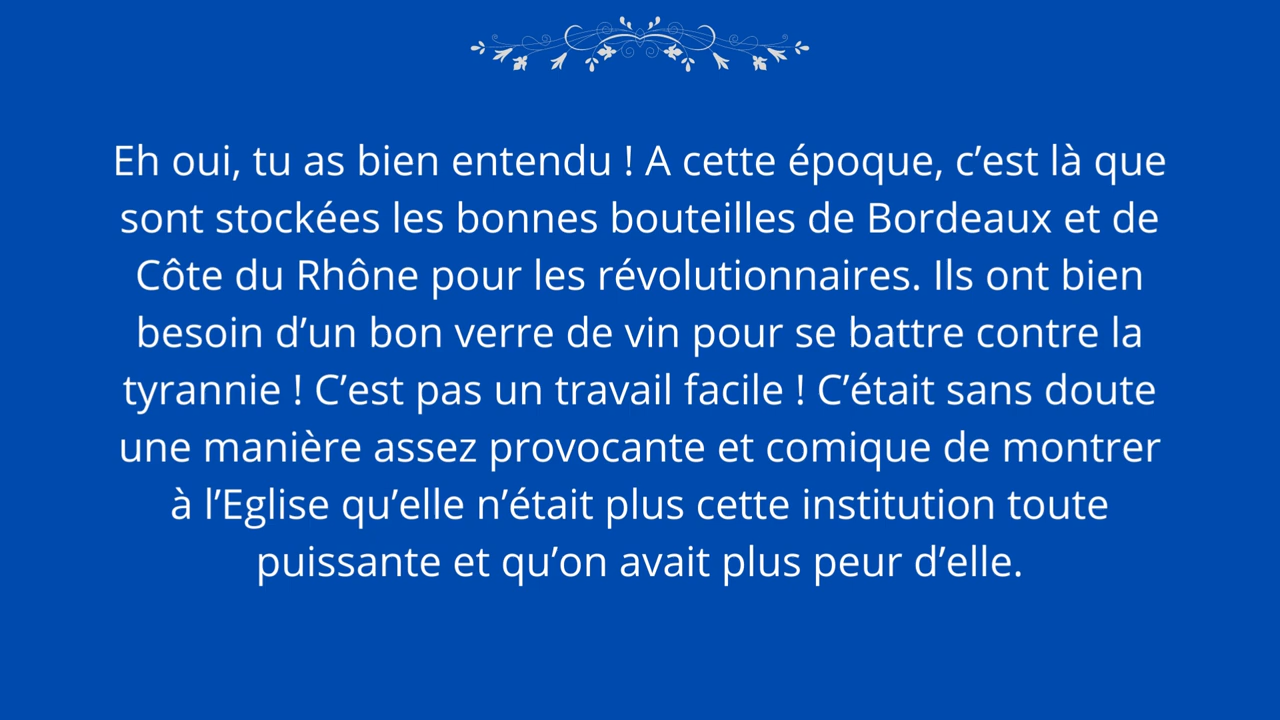 Eh oui, tu as bien entendu ! A cette époque, c’est là que
sont stockées les bonnes bouteilles de Bordeaux et de
Côte du Rhône pour les révolutionnaires. Ils ont bien
besoin d’un bon verre de vin pour se battre contre la
tyrannie ! C’est pas un travail facile ! C’était sans doute
une manière assez provocante et comique de montrer
à l’Eglise qu’elle n’était plus cette institution toute
puissante et qu’on avait plus peur d’elle.